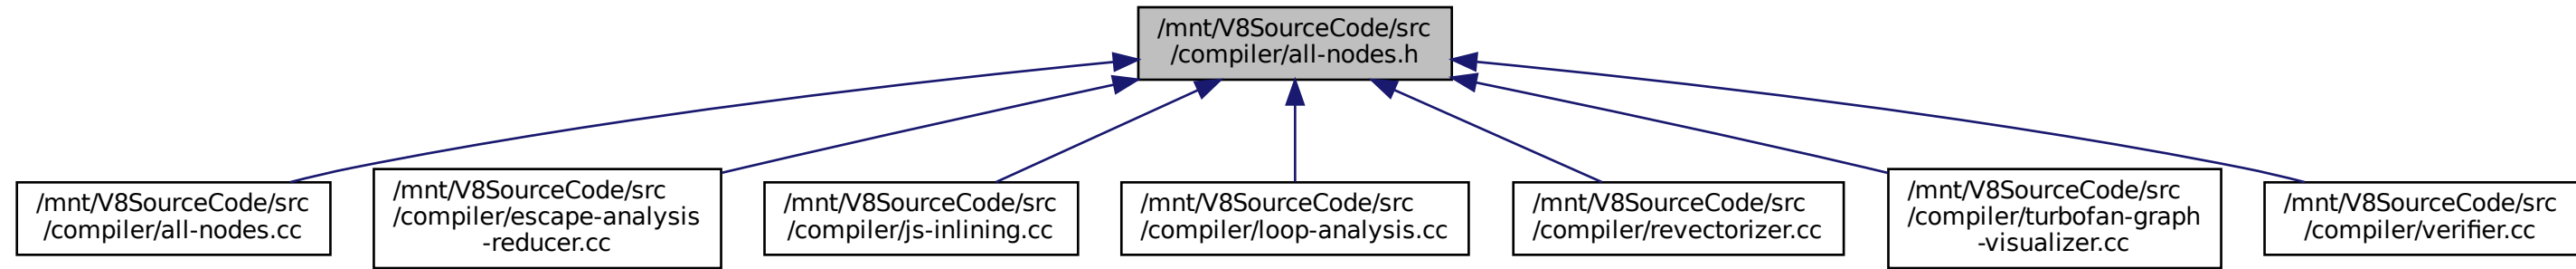 /mnt/V8SourceCode/src
/compiler/all-nodes.h
/mnt/V8SourceCode/src
/compiler/all-nodes.cc
/mnt/V8SourceCode/src
/compiler/escape-analysis
-reducer.cc
/mnt/V8SourceCode/src
/compiler/js-inlining.cc
/mnt/V8SourceCode/src
/compiler/loop-analysis.cc
/mnt/V8SourceCode/src
/compiler/revectorizer.cc
/mnt/V8SourceCode/src
/compiler/turbofan-graph
-visualizer.cc
/mnt/V8SourceCode/src
/compiler/verifier.cc